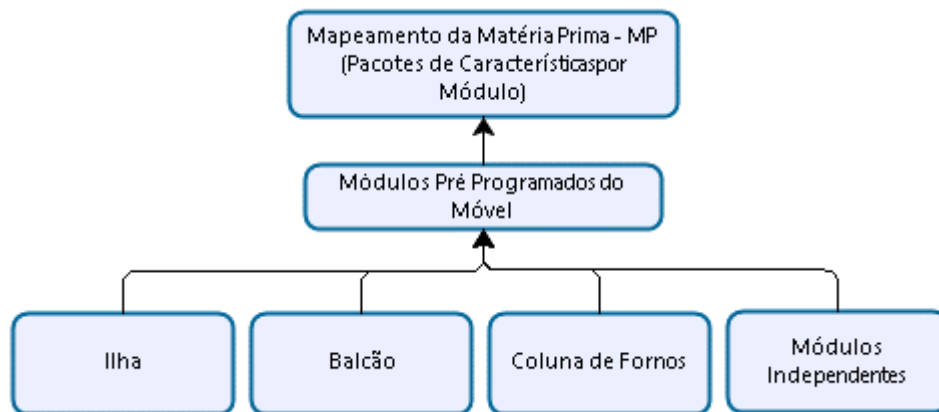 Mapeamento da Matéria Prima - MP
(Pacotes de Característicaspor
Módulo)
Módulos Pré Programados do
Móvel
Ilha
Balcão
Coluna de Fornos
Módulos
Independentes